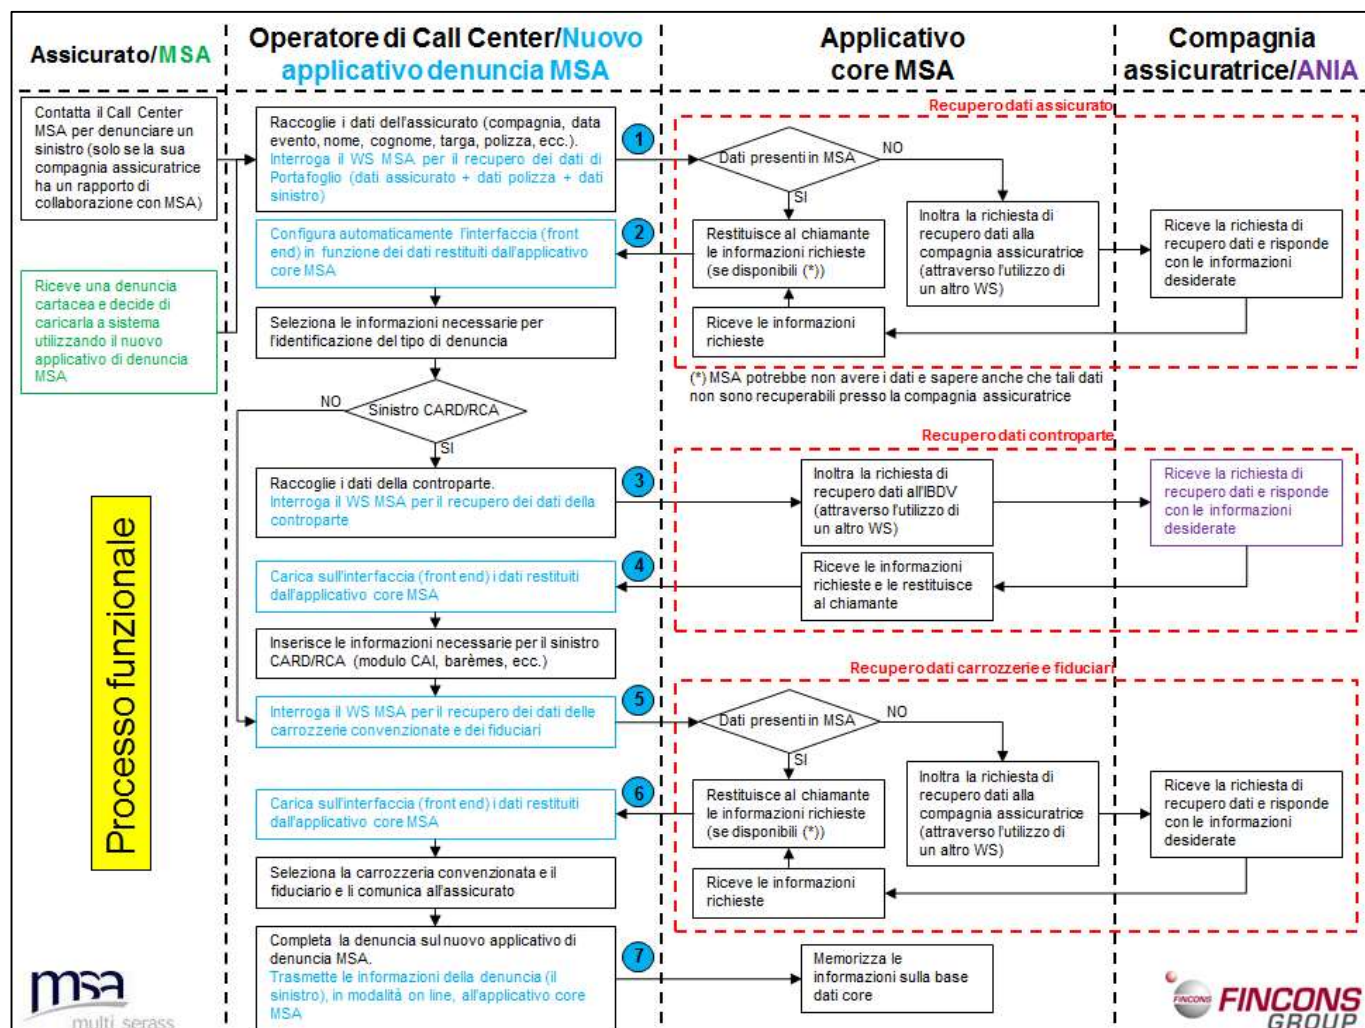 Assicurato/MSA
Operatore di Call Center/Nuovo
applicativo denuncia MSA
Applicativo
core MSA
Compagnia
assicuratrice/ANIA
Contatta il Call Center
MSA per denunciare un
sinistro (solo se la sua
compagnia assicuratrice
ha un rapporto di
collaborazione con MSA)
Riceve una denuncia
cartacea e decide di
caricarla a sistema
utilizzando il nuovo
applicativo di denuncia
MSA
Processo funzionale
Raccoglie i dati dell'assicurato (compagnia, data
evento, nome, cognome, targa, polizza, ecc.).
Interroga il WS MSA per il recupero dei dati di
Portafoglio (dati assicurato + dati polizza + dati
sinistro)
1
Recupero dati assicurato
Dati presenti in MSA
NO
SI
Configura automaticamente l'interfaccia (front
end) in funzione dei dati restituiti dall'applicativo
core MSA
2
Restituisce al chiamante
le informazioni richieste
(se disponibili (*))
Inoltra la richiesta di
recupero dati alla
compagnia assicuratrice
(attraverso l'utilizzo di
un altro WS)
Riceve la richiesta di
recupero dati e risponde
con le informazioni
desiderate
Riceve le informazioni
richieste
Seleziona le informazioni necessarie per
l'identificazione del tipo di denuncia
(*) MSA potrebbe non avere i dati e sapere anche che tali dati
non sono recuperabili presso la compagnia assicuratrice
NO
Sinistro CARD/RCA
SI
Recupero dati controparte
Raccoglie i dati della controparte.
Interroga il WS MSA per il recupero dei dati della
controparte
3
Inoltra la richiesta di
recupero dati all'IBDV
(attraverso l'utilizzo di
un altro WS)
Riceve la richiesta di
recupero dati e risponde
con le informazioni
desiderate
Carica sull'interfaccia (front end) i dati restituiti
dall'applicativo core MSA
4
Riceve le informazioni
richieste e le restituisce
al chiamante
Inserisce le informazioni necessarie per il sinistro
CARD/RCA (modulo CAI, barèmes, ecc.)
Recupero dati carrozzerie e fiduciari
Interroga il WS MSA per il recupero dei dati delle
carrozzerie convenzionate e dei fiduciari
5
Dati presenti in MSA
NO
SI
Carica sull'interfaccia (front end) i dati restituiti
dall'applicativo core MSA
6
Restituisce al chiamante
le informazioni richieste
(se disponibili (*))
Inoltra la richiesta di
recupero dati alla
compagnia assicuratrice
(attraverso l'utilizzo di
un altro WS)
Riceve la richiesta di
recupero dati e risponde
con le informazioni
desiderate
Riceve le informazioni
richieste
Seleziona la carrozzeria convenzionata e il
fiduciario e li comunica all'assicurato
Completa la denuncia sul nuovo applicativo di
denuncia MSA.
Trasmette le informazioni della denuncia (il
sinistro), in modalità on line, all'applicativo core
MSA
7
Memorizza le
informazioni sulla base
dati core
msa
multi serass
FINCONS
FINCONS
GROUP